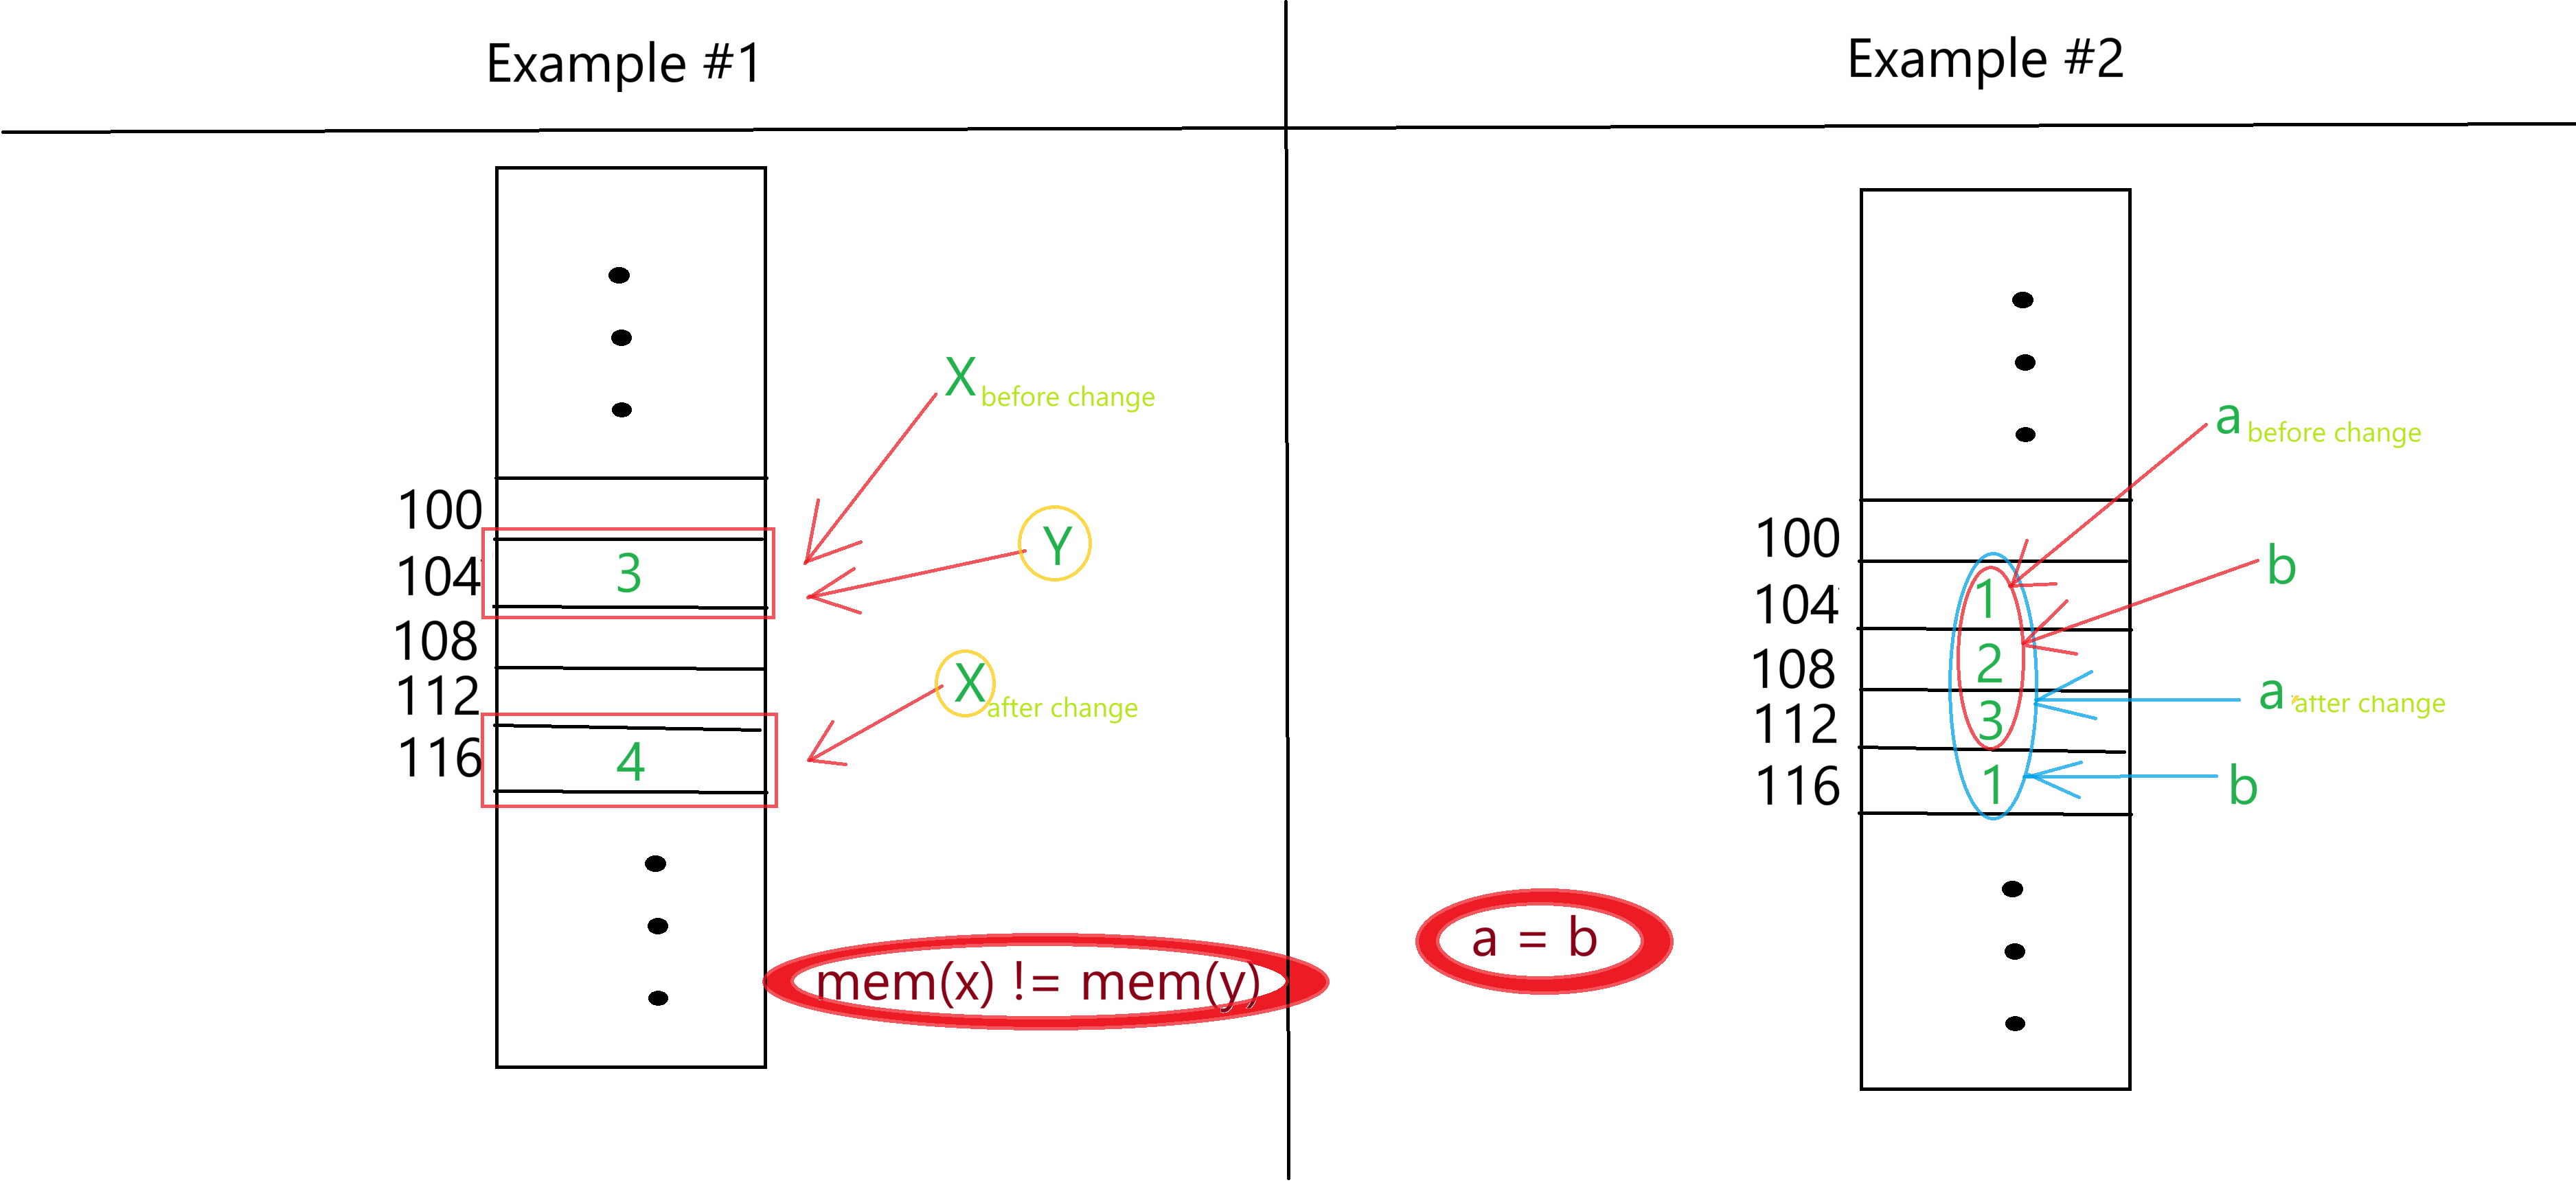 Example #1
Example #2
X before change
100
Y
104 3
108
112
X after change
116 4
mem(x) != mem(y)
a before change
100
b
104 1
108 2
a after change
112 3
116 1
b
a = b